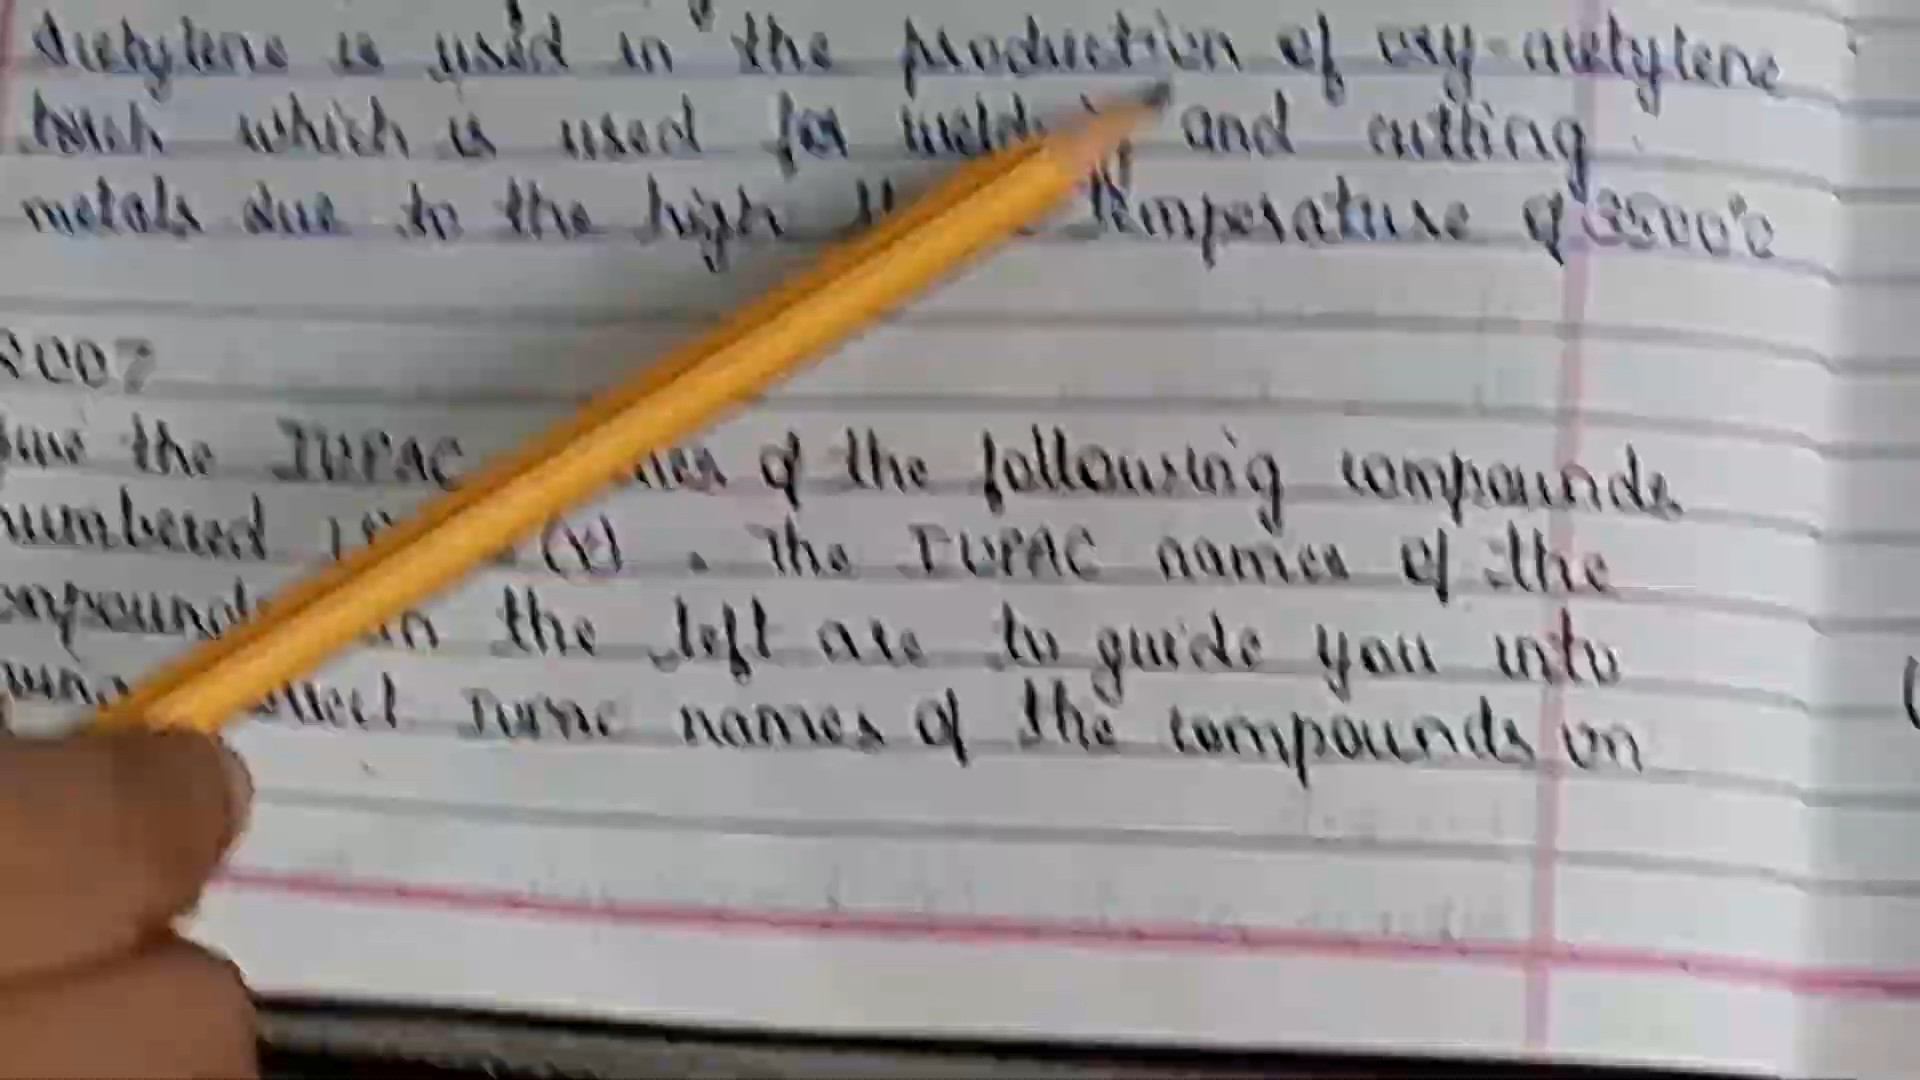 Acetylene is used in the production of oxy-acetylene
torch which is used for and cutting
metals due to the high temperature of 3500°C
2007
the IUPAC of the following compounds
numbered (v). The IUPAC names of the
in the left are to guide you into
IUPAC names of the compounds on